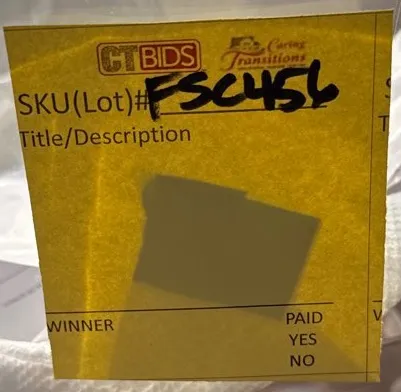 CTBIDS Caring Transitions
SKU(Lot)# FSC456
Title/Description
WINNER PAID
YES
NO